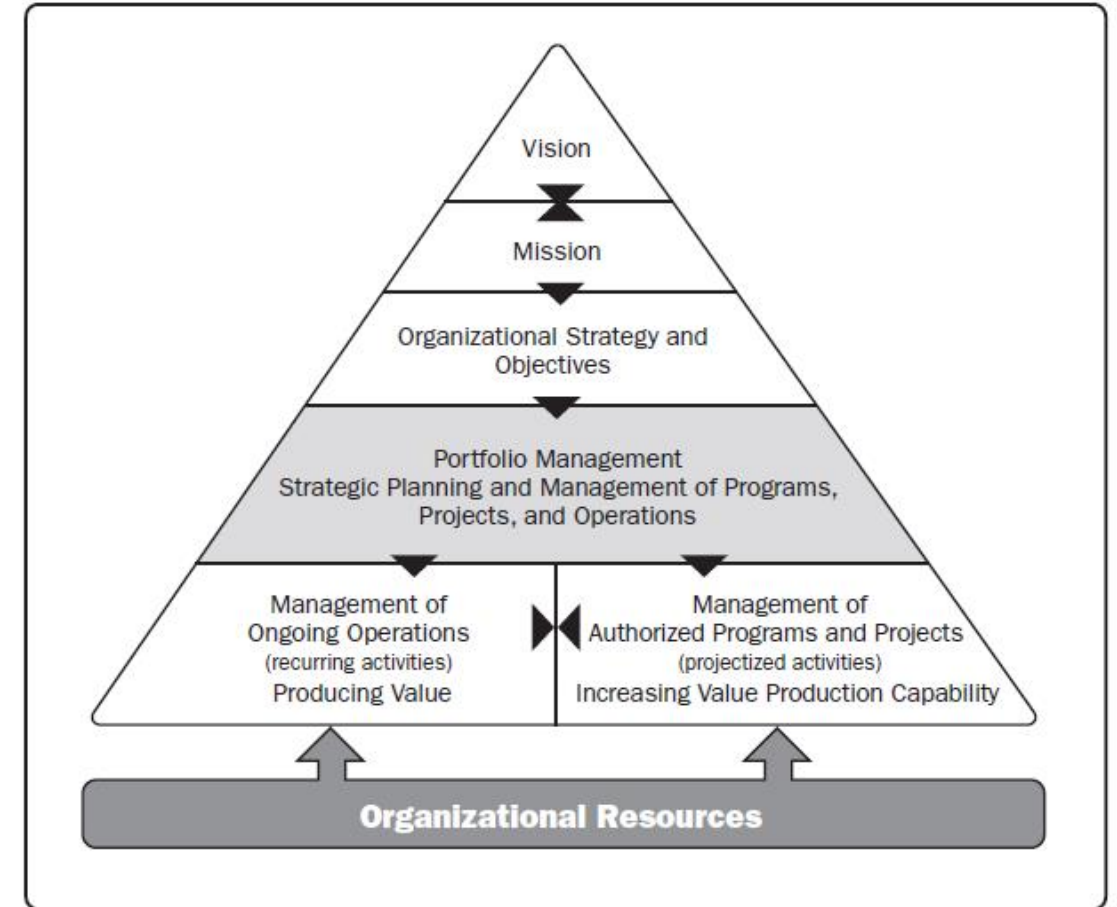 Vision
Mission
Organizational Strategy and
Objectives
Portfolio Management
Strategic Planning and Management of Programs,
Projects, and Operations
Management of
Ongoing Operations
(recurring activities)
Producing Value
Management of
Authorized Programs and Projects
(projectized activities)
Increasing Value Production Capability
Organizational Resources